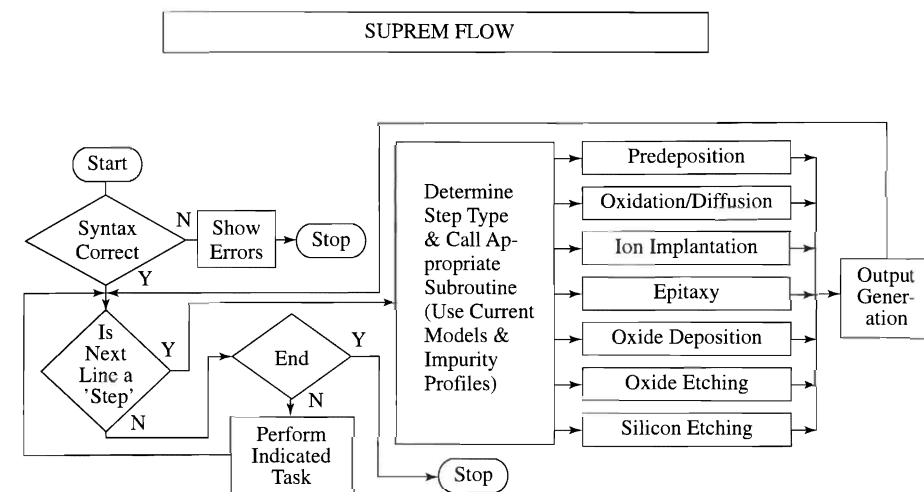 SUPREM FLOW
Start
Syntax
Correct
N
Show
Errors
Stop
Y
Is
Next
Line a
'Step'
Y
N
End
Y
N
Perform
Indicated
Task
Stop
Determine
Step Type
& Call Ap-
propriate
Subroutine
(Use Current
Models &
Impurity
Profiles)
Predeposition
Oxidation/Diffusion
Ion Implantation
Epitaxy
Oxide Deposition
Oxide Etching
Silicon Etching
Output
Gener-
ation